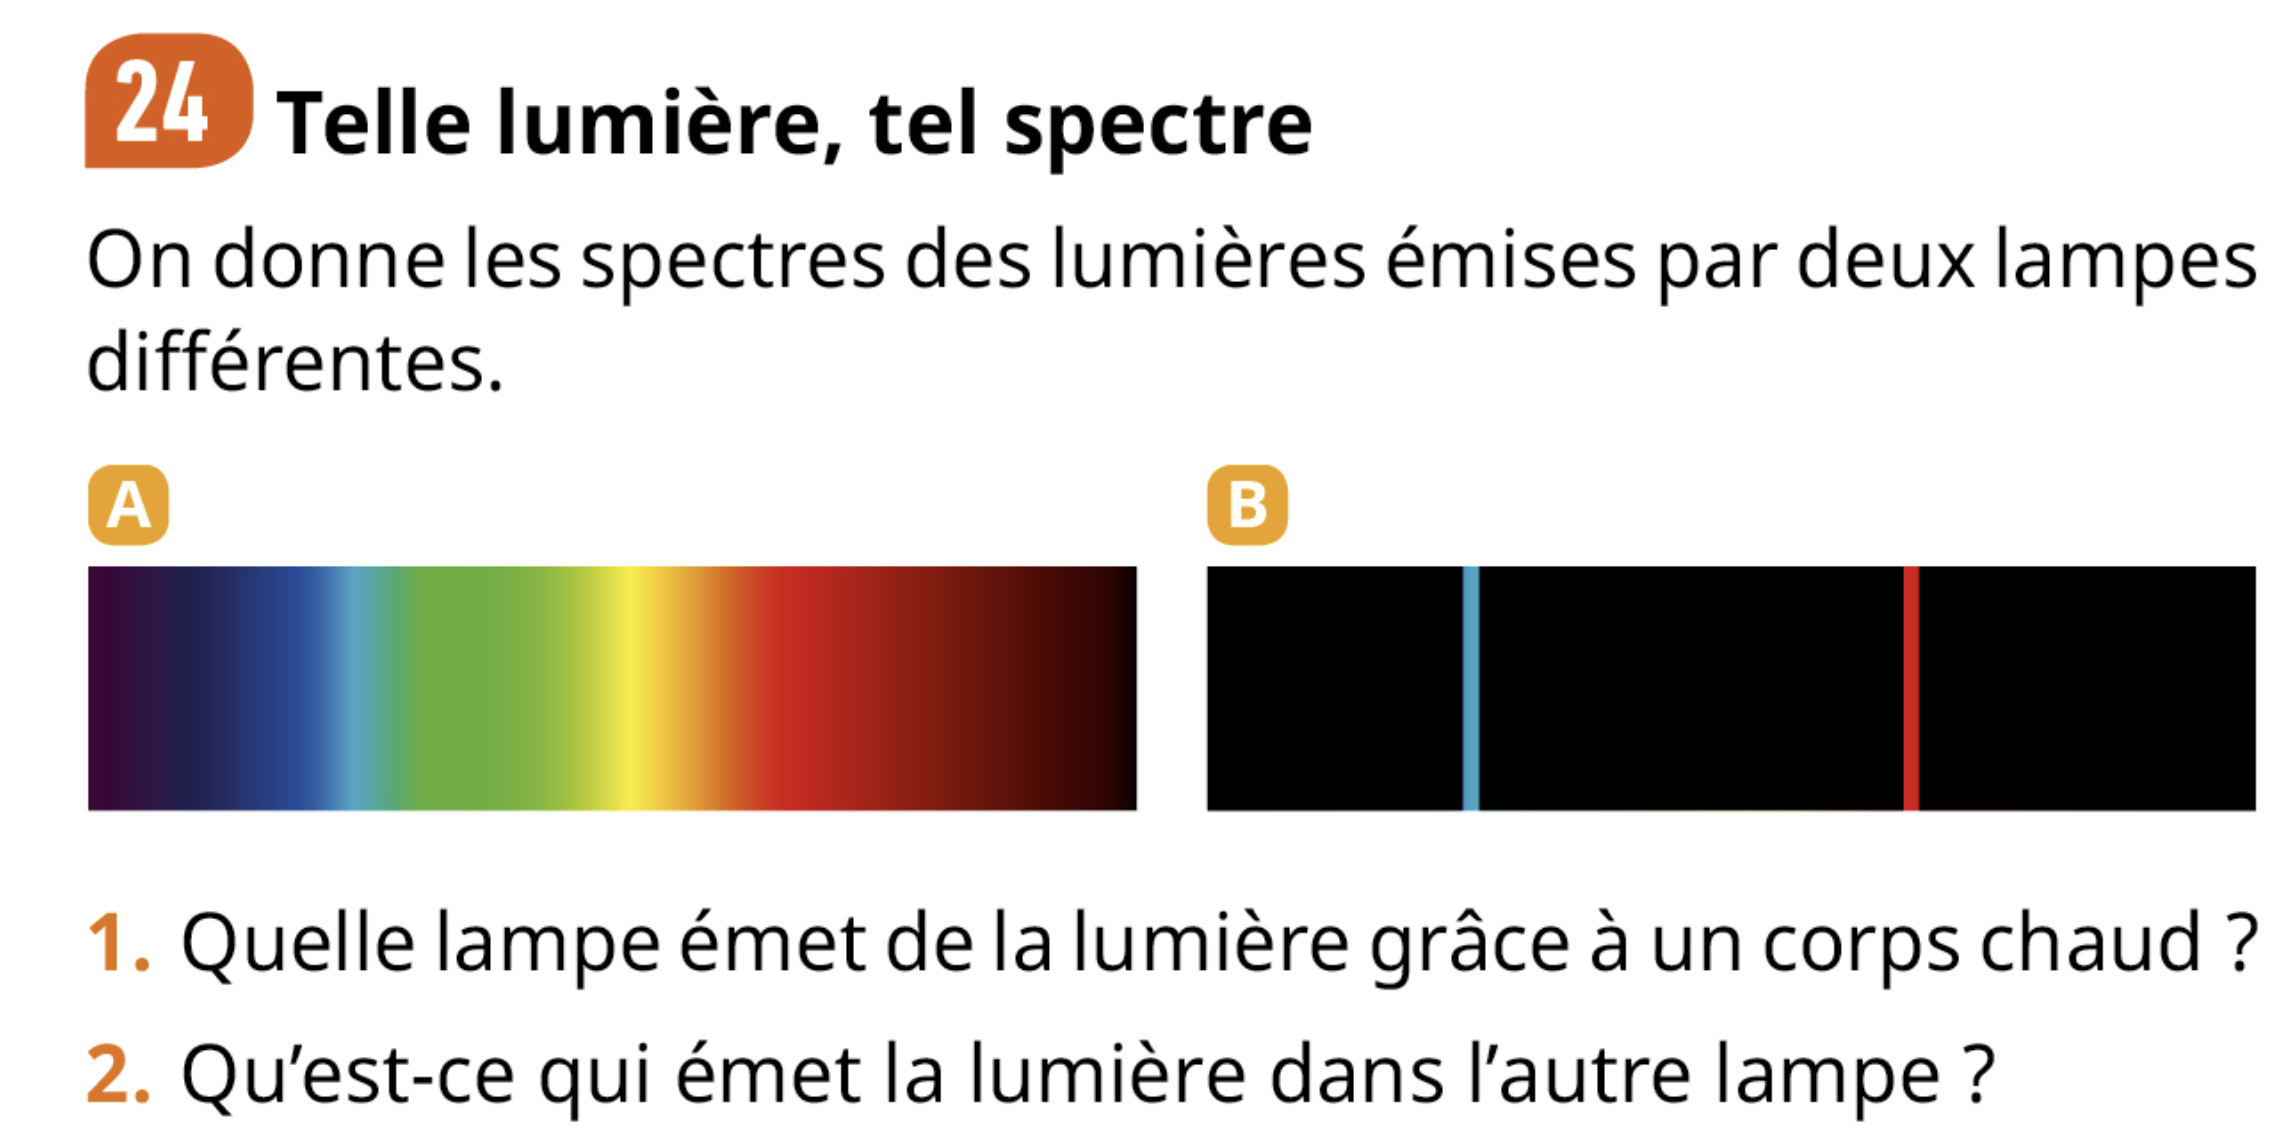 24 Telle lumière, tel spectre
On donne les spectres des lumières émises par deux lampes
différentes.
A B
1. Quelle lampe émet de la lumière grâce à un corps chaud ?
2. Qu’est-ce qui émet la lumière dans l’autre lampe ?